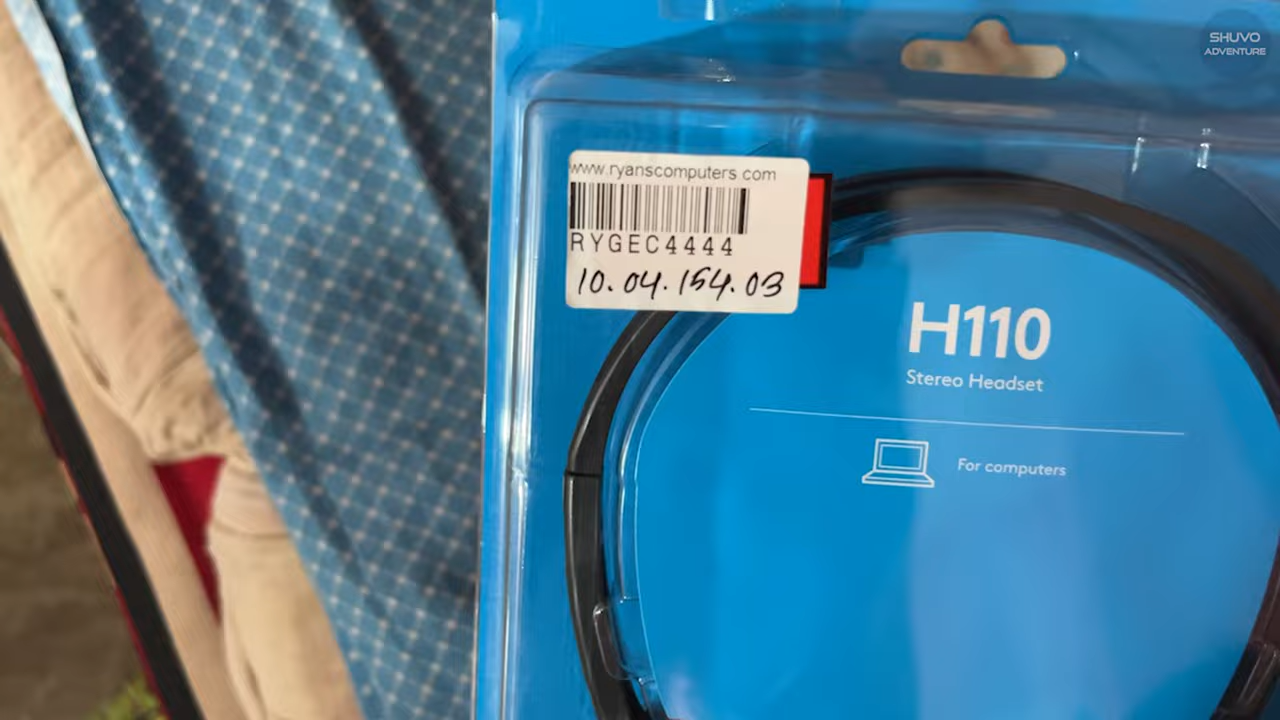 SHUVO
ADVENTURE
www.ryanscomputers.com
RYGEC4444
10.04.154.03
H110
Stereo Headset
For computers